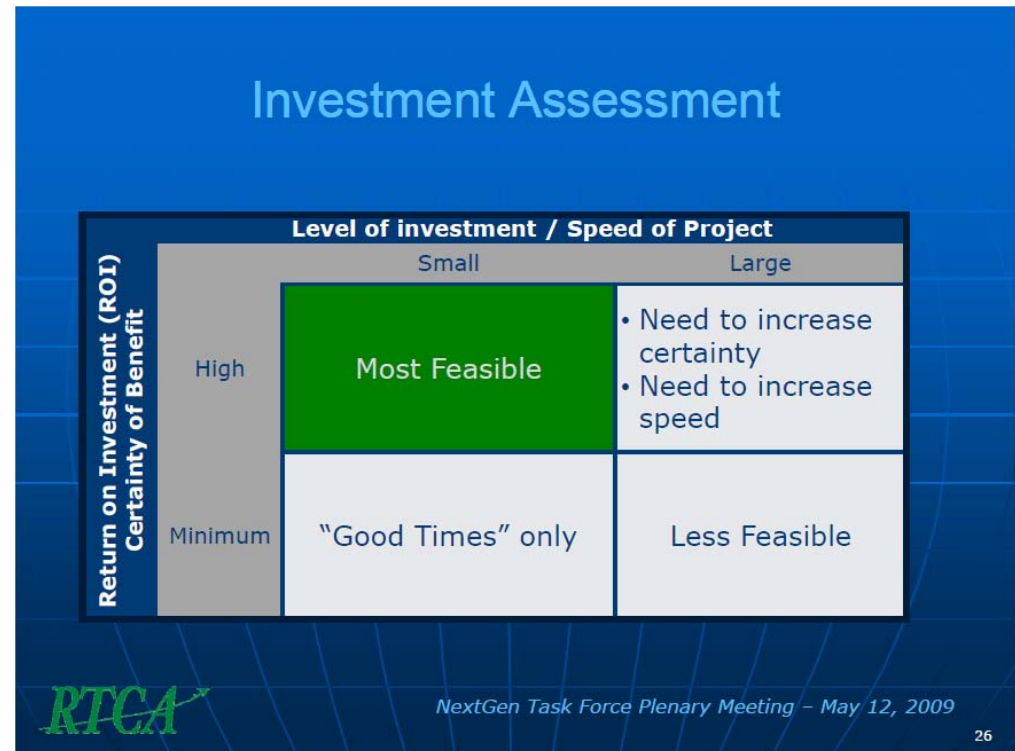 Investment Assessment
Level of investment / Speed of Project
Small
Large
Return on Investment (ROI)
Certainty of Benefit
High
Most Feasible
• Need to increase
certainty
• Need to increase
speed
Minimum
“Good Times” only
Less Feasible
RTCA
NextGen Task Force Plenary Meeting – May 12, 2009
26